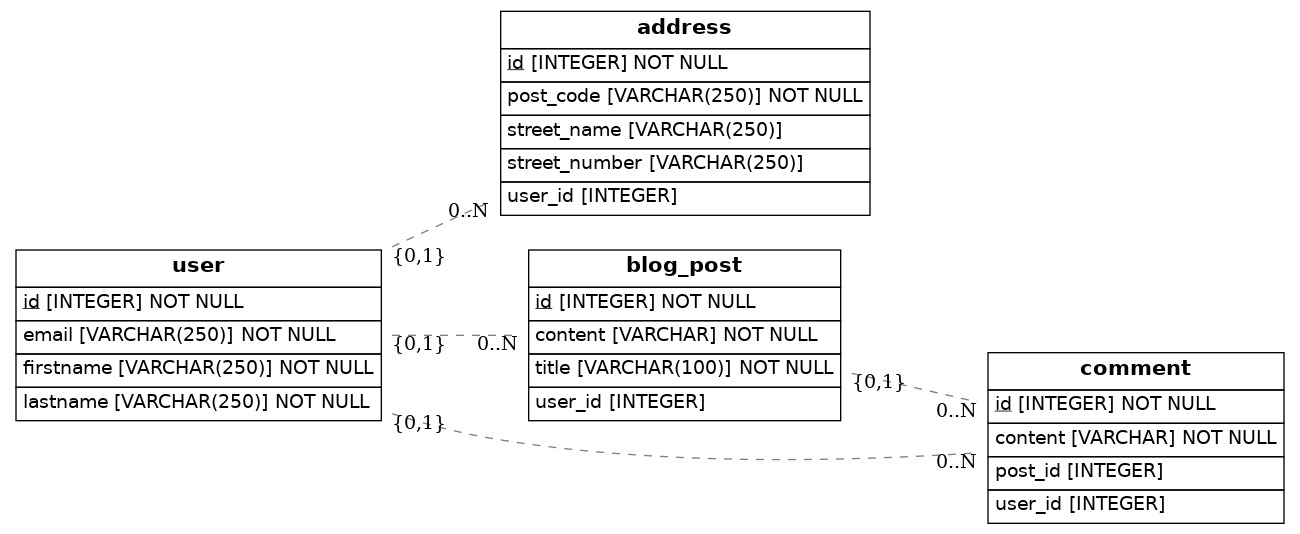 address
id [INTEGER] NOT NULL
post_code [VARCHAR(250)] NOT NULL
street_name [VARCHAR(250)]
street_number [VARCHAR(250)]
user_id [INTEGER]
0..N
{0,1}
user
id [INTEGER] NOT NULL
email [VARCHAR(250)] NOT NULL
firstname [VARCHAR(250)] NOT NULL
lastname [VARCHAR(250)] NOT NULL
{0,1}
0..N
blog_post
id [INTEGER] NOT NULL
content [VARCHAR] NOT NULL
title [VARCHAR(100)] NOT NULL
user_id [INTEGER]
{0,1}
0..N
{0,1}
0..N
comment
id [INTEGER] NOT NULL
content [VARCHAR] NOT NULL
post_id [INTEGER]
user_id [INTEGER]